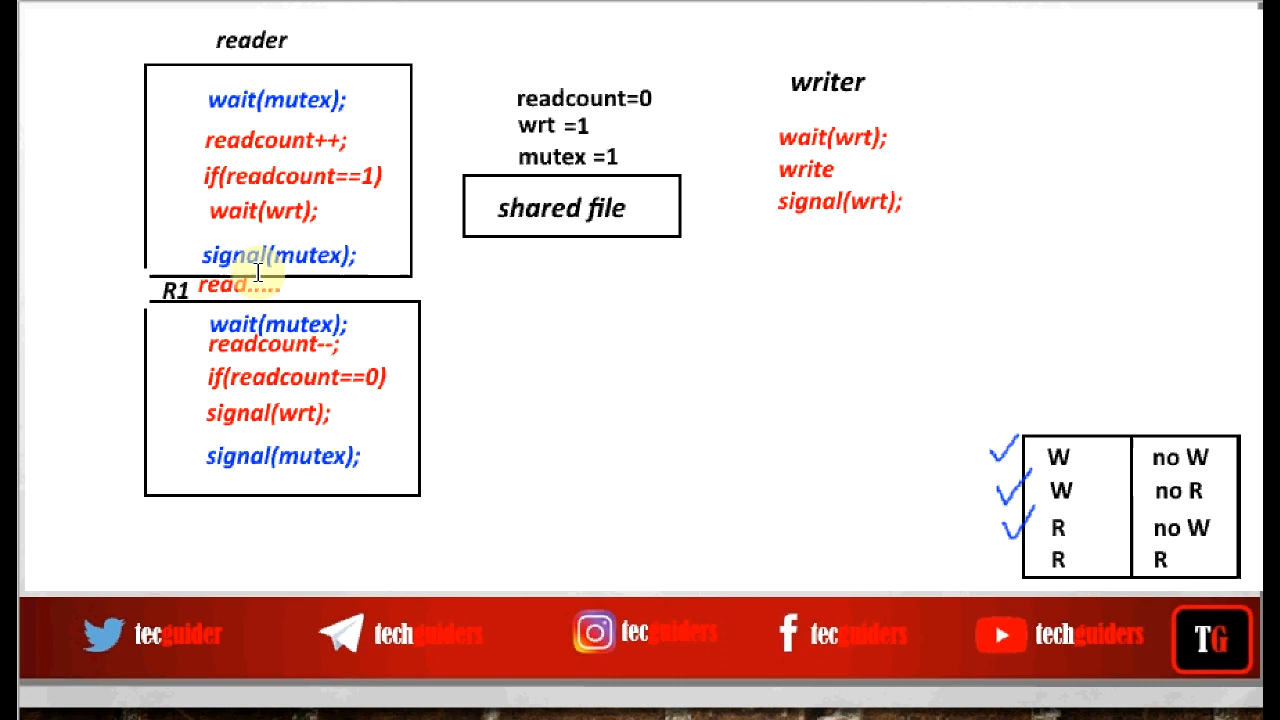 reader
wait(mutex);
readcount++;
if(readcount==1)
wait(wrt);
signal(mutex);
R1 read.....
wait(mutex);
readcount--;
if(readcount==0)
signal(wrt);
signal(mutex);
readcount=0
wrt =1
mutex =1
shared file
writer
wait(wrt);
write
signal(wrt);
W no W
W no R
R no W
R R
tecguider
techguiders
tecguiders
tecguiders
techguiders
TG